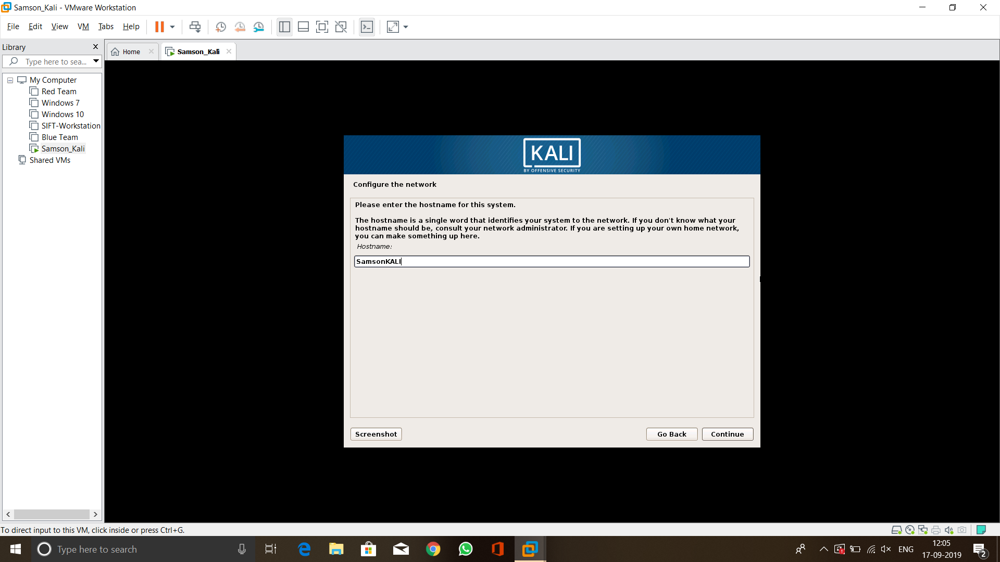 Samson_Kali - VMware Workstation
File Edit View VM Tabs Help
Library
Home
Samson_Kali
Type here to sea...
My Computer
Red Team
Windows 7
Windows 10
SIFT-Workstation
Blue Team
Samson_Kali
Shared VMs
KALI
BY OFFENSIVE SECURITY
Configure the network
Please enter the hostname for this system.
The hostname is a single word that identifies your system to the network. If you don't know what your
hostname should be, consult your network administrator. If you are setting up your own home network,
you can make something up here.
Hostname:
SamsonKALI
Screenshot
Go Back
Continue
To direct input to this VM, click inside or press Ctrl+G.
Type here to search
ENG
12:05
17-09-2019
2